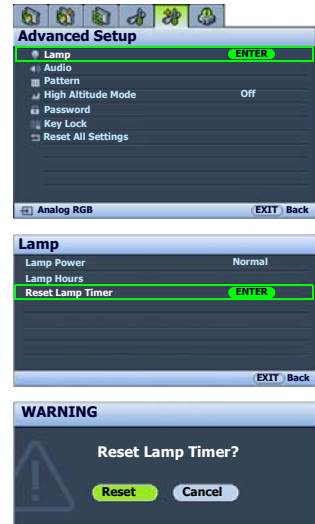 Advanced Setup
Lamp ENTER
Audio
Pattern
High Altitude Mode Off
Password
Key Lock
Reset All Settings
Analog RGB EXIT Back
Lamp
Lamp Power Normal
Lamp Hours
Reset Lamp Timer ENTER
EXIT Back
WARNING
Reset Lamp Timer?
Reset Cancel